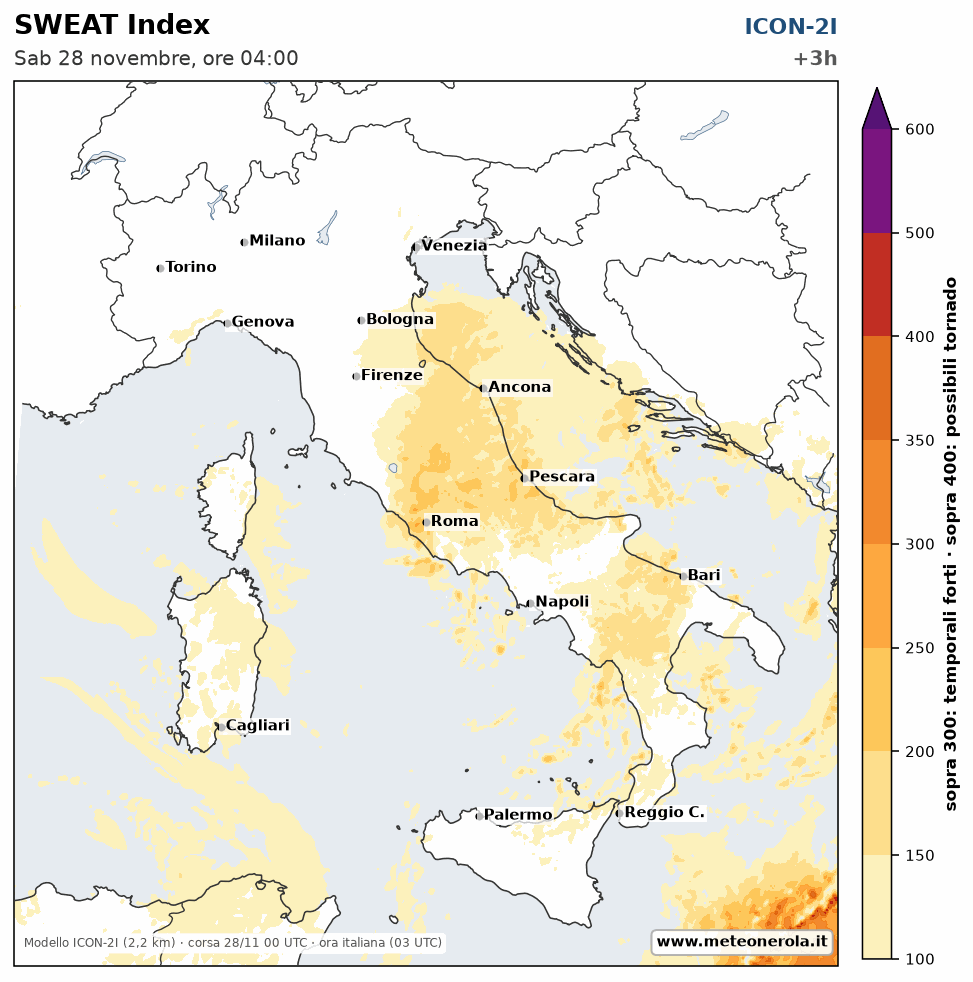 SWEAT Index
ICON-2I
Sab 28 novembre, ore 04:00
+3h
600
500
400
350
300
250
200
150
100
sopra 300: temporali forti · sopra 400: possibili tornado
Milano
Venezia
Torino
Genova
Bologna
Firenze
Ancona
Pescara
Roma
Bari
Napoli
Cagliari
Palermo
Reggio C.
Modello ICON-2I (2,2 km) · corsa 28/11 00 UTC · ora italiana (03 UTC)
www.meteonerola.it